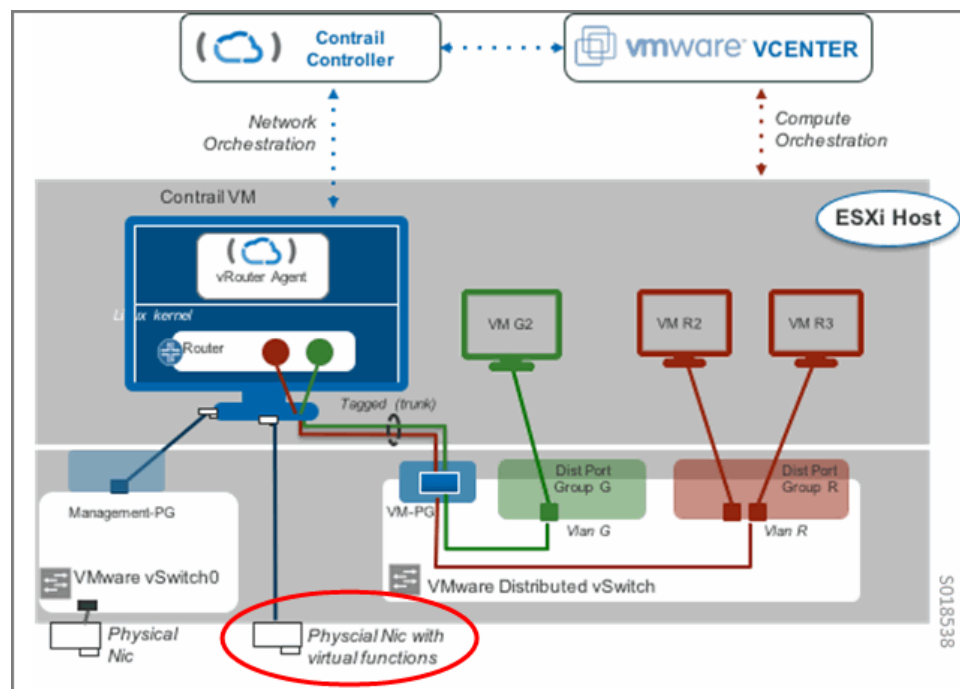 Contrail
Controller
vmware VCENTER
Network
Orchestration
Compute
Orchestration
Contrail VM
ESXi Host
vRouter Agent
Linux kernel
Router
VM G2
VM R2
VM R3
Tagged (trunk)
Management-PG
VM-PG
Dist Port
Group G
Dist Port
Group R
Vlan G
Vlan R
VMware vSwitch0
VMware Distributed vSwitch
Physical
Nic
Physcial Nic with
virtual functions
S018538